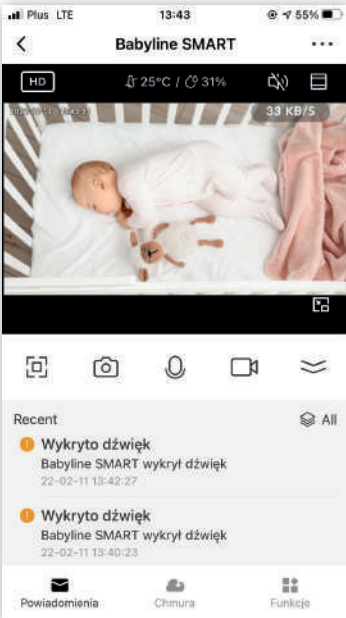 Plus LTE 13:43 55%
Babyline SMART
HD 25°C / 31%
33 KB/S
Recent All
Wykryto dźwięk
Babyline SMART wykrył dźwięk
22-02-11 13:42:27
Wykryto dźwięk
Babyline SMART wykrył dźwięk
22-02-11 13:40:23
Powiadomienia Chmura Funkcje